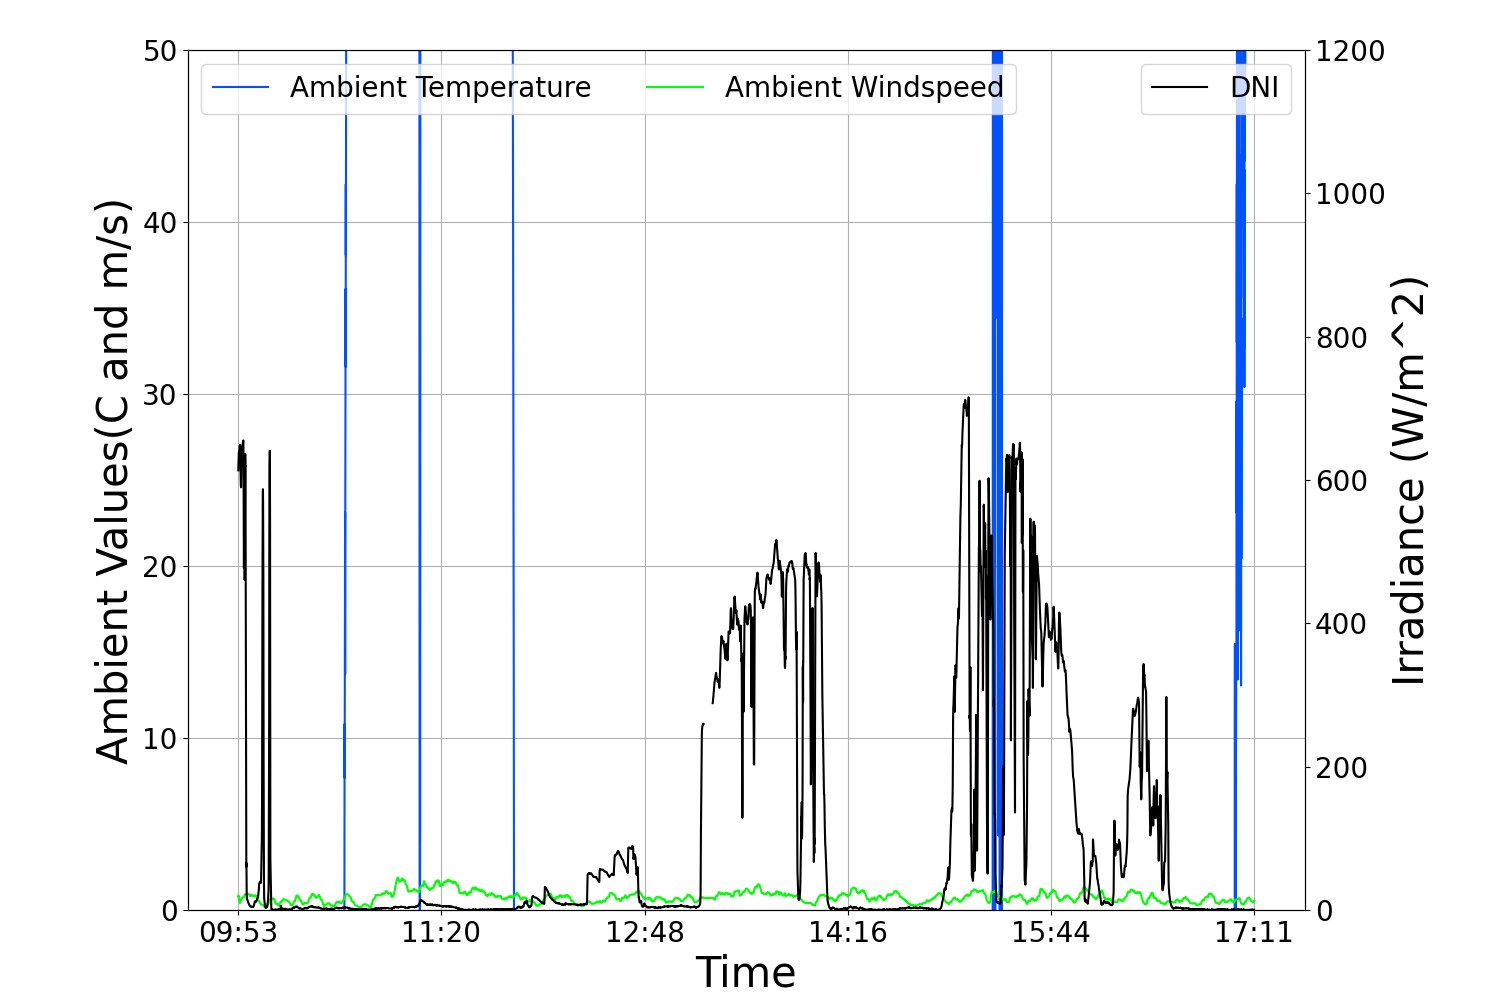 Ambient Temperature Ambient Windspeed DNI
Ambient Values(C and m/s)
50
40
30
20
10
0
1200
1000
800
600
400
200
0
Irradiance (W/m^2)
09:53 11:20 12:48 14:16 15:44 17:11
Time